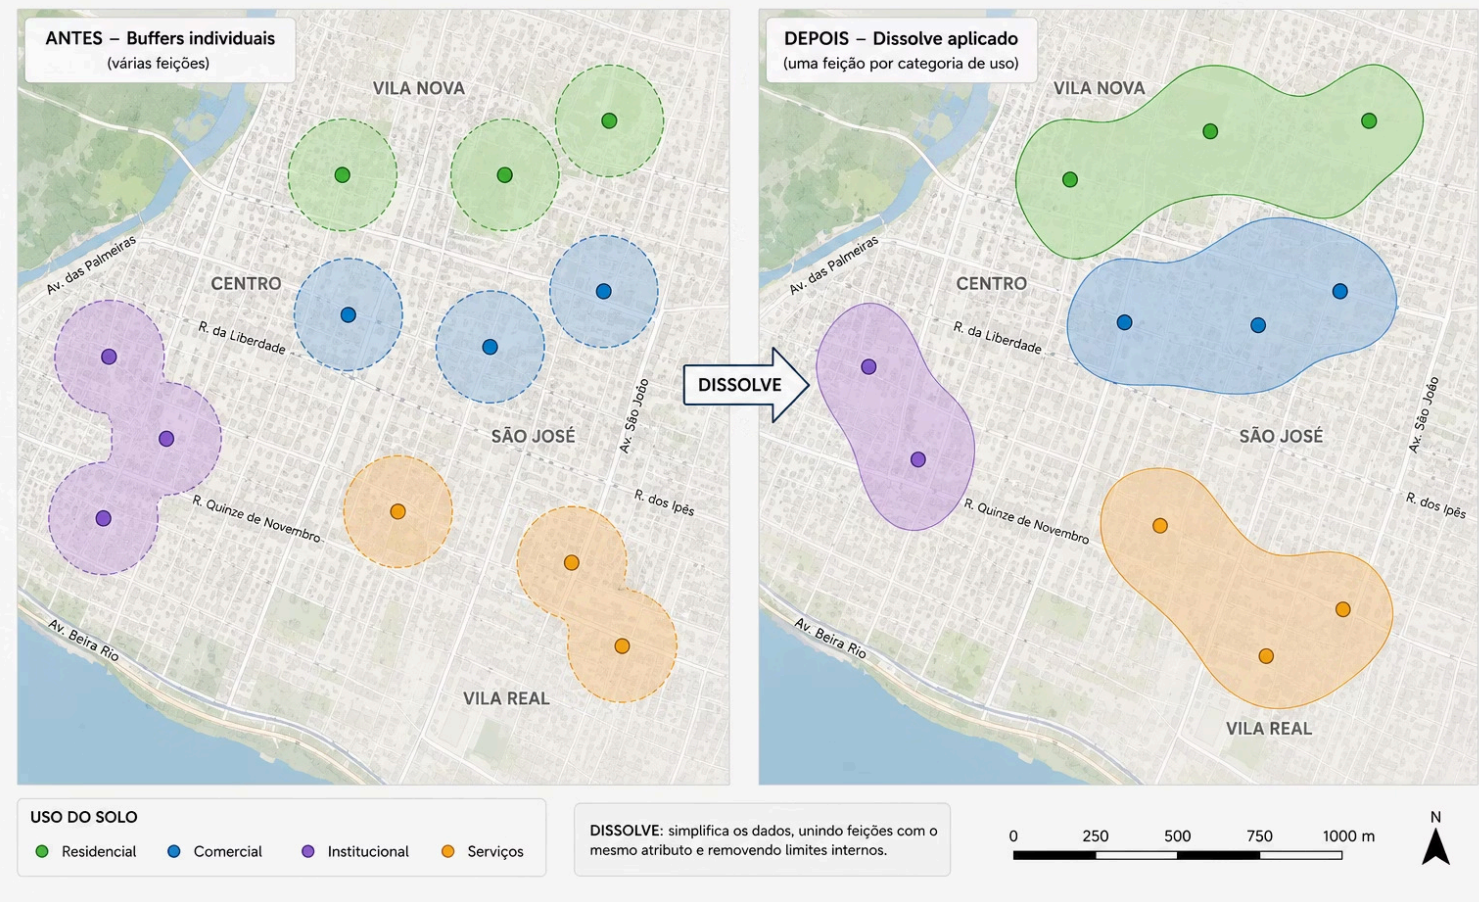 ANTES – Buffers individuais
(várias feições)
VILA NOVA
Av. das Palmeiras
CENTRO
R. da Liberdade
Av. São João
SÃO JOSÉ
R. dos Ipês
R. Quinze de Novembro
Av. Beira Rio
VILA REAL
DISSOLVE
DEPOIS – Dissolve aplicado
(uma feição por categoria de uso)
VILA NOVA
Av. das Palmeiras
CENTRO
R. da Liberdade
Av. São João
SÃO JOSÉ
R. dos Ipês
R. Quinze de Novembro
Av. Beira Rio
VILA REAL
USO DO SOLO
Residencial
Comercial
Institucional
Serviços
DISSOLVE: simplifica os dados, unindo feições com o
mesmo atributo e removendo limites internos.
0 250 500 750 1000 m
N